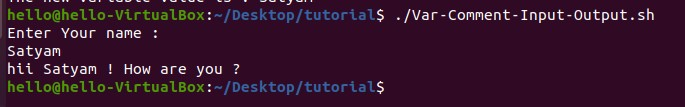 The new variable value is : Satyam
hello@hello-VirtualBox:~/Desktop/tutorial$ ./Var-Comment-Input-Output.sh
Enter Your name :
Satyam
hii Satyam ! How are you ?
hello@hello-VirtualBox:~/Desktop/tutorial$